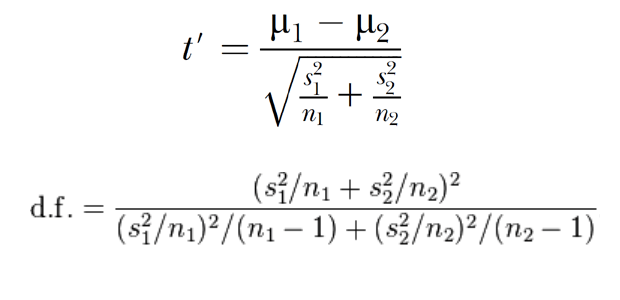 t′ = (μ₁ − μ₂) / √(s₁²/n₁ + s₂²/n₂)
d.f. = (s₁²/n₁ + s₂²/n₂)² / ((s₁²/n₁)²/(n₁ − 1) + (s₂²/n₂)²/(n₂ − 1))